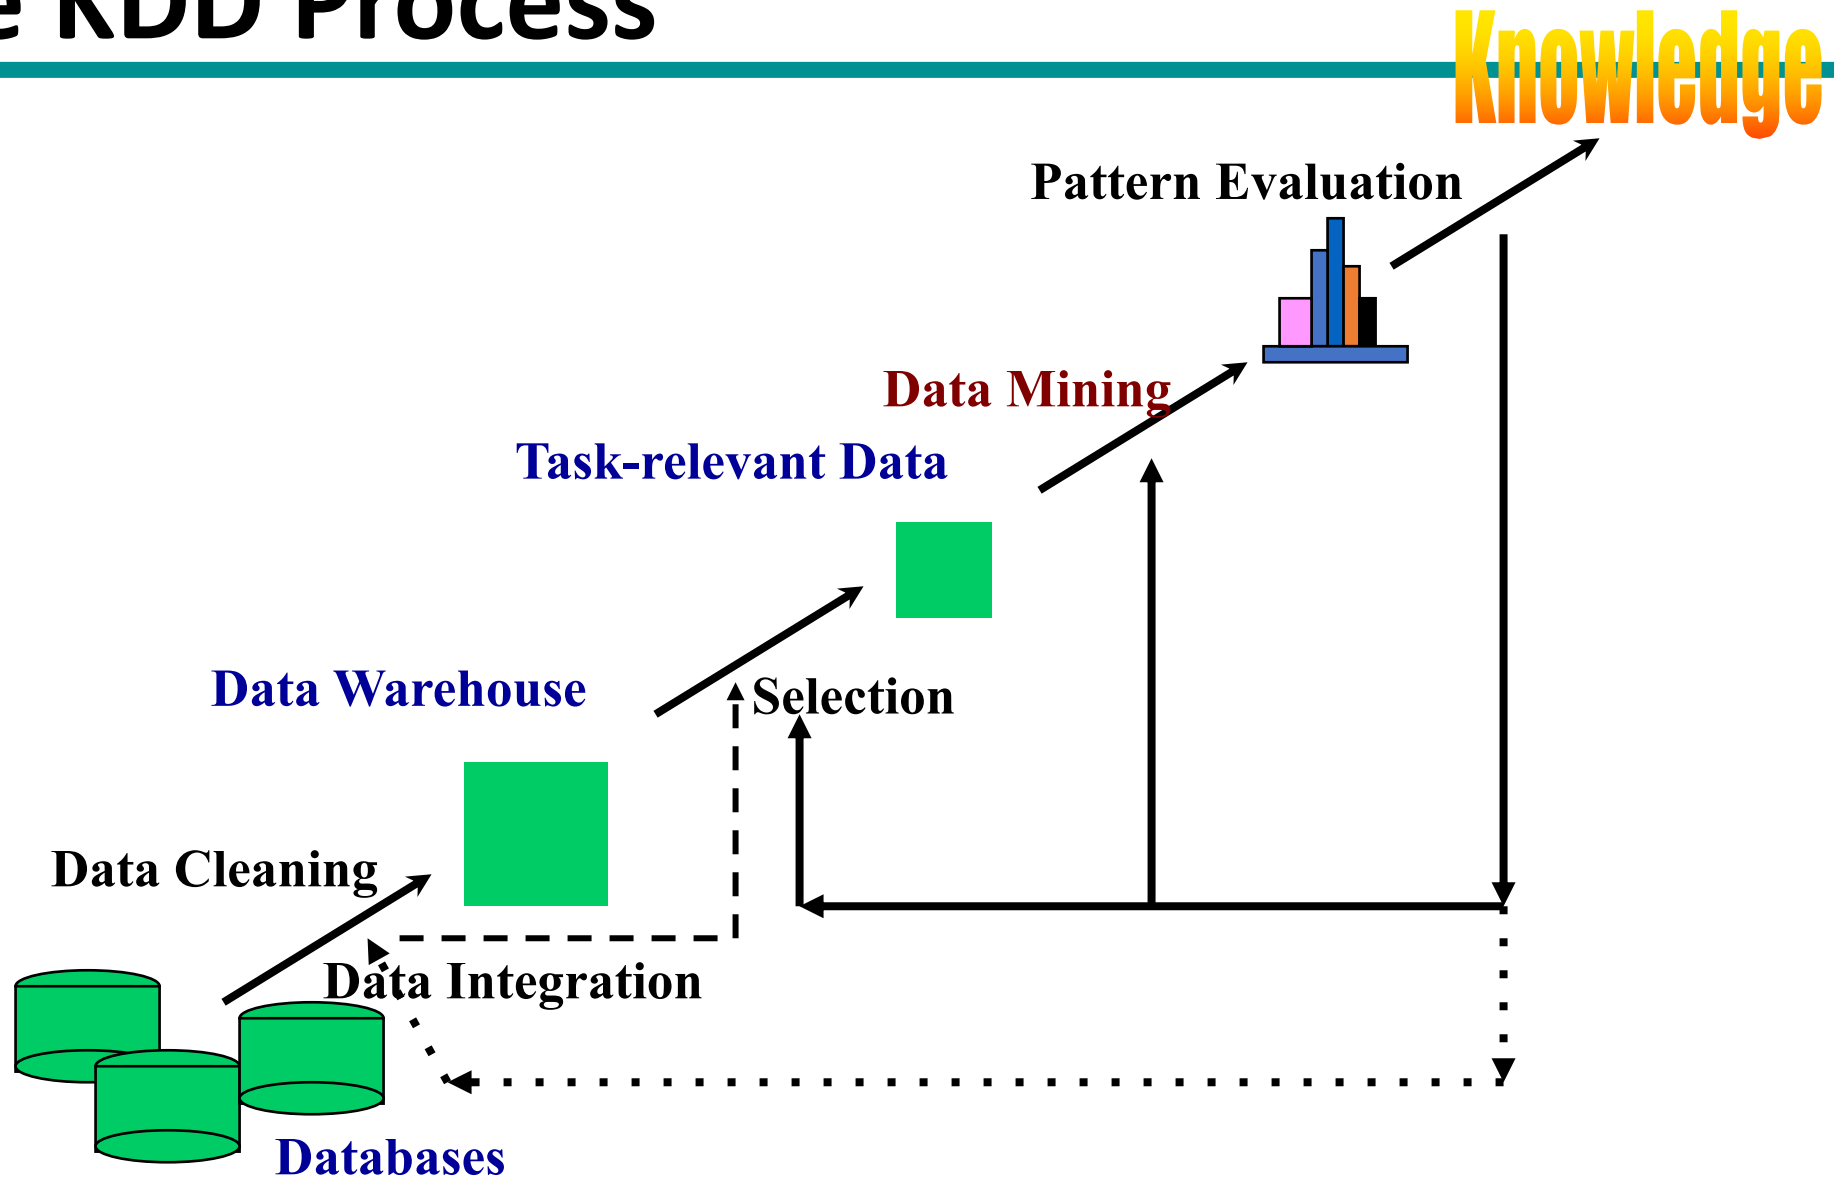 KDD Process
Knowledge
Pattern Evaluation
Data Mining
Task-relevant Data
Data Warehouse
Selection
Data Cleaning
Data Integration
Databases